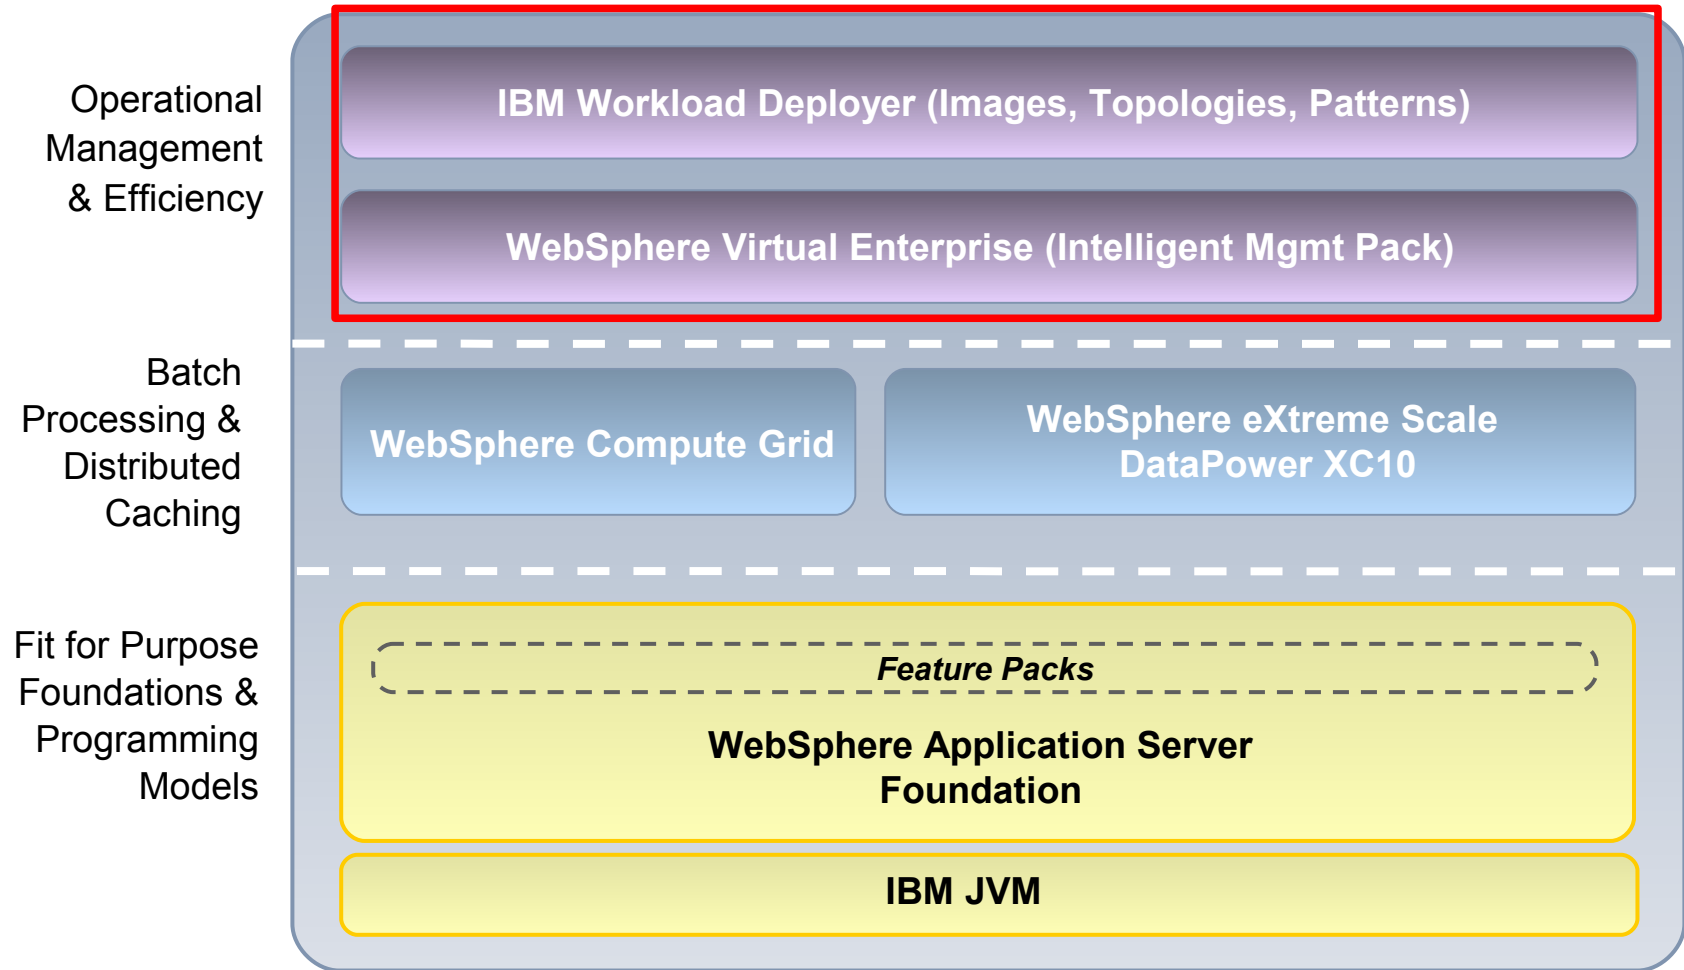 Operational
Management
& Efficiency
IBM Workload Deployer (Images, Topologies, Patterns)
WebSphere Virtual Enterprise (Intelligent Mgmt Pack)
Batch
Processing &
Distributed
Caching
WebSphere Compute Grid
WebSphere eXtreme Scale
DataPower XC10
Fit for Purpose
Foundations &
Programming
Models
Feature Packs
WebSphere Application Server
Foundation
IBM JVM